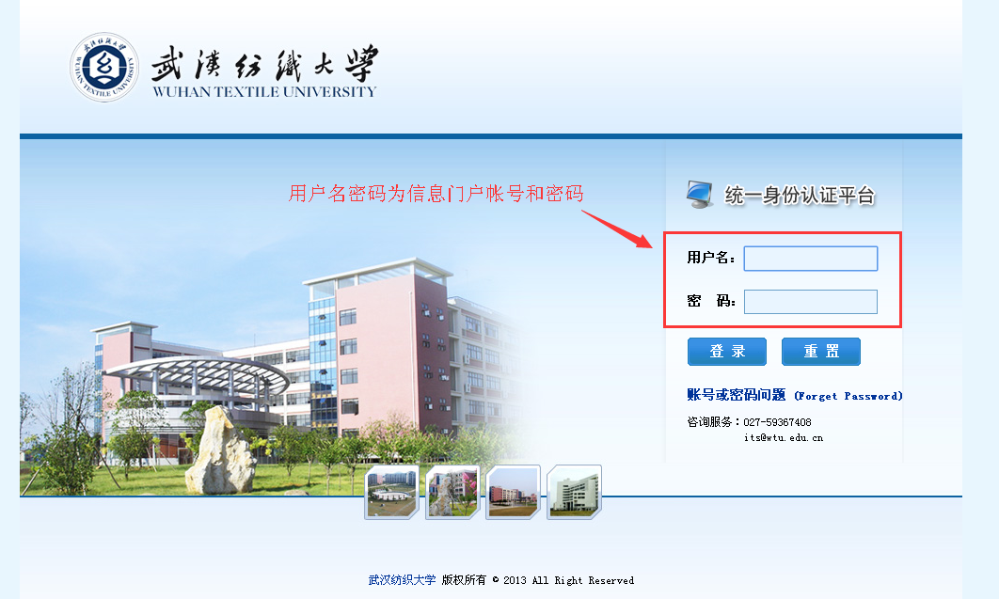 武漢纺織大學
WUHAN TEXTILE UNIVERSITY
用户名密码为信息门户帐号和密码
统一身份认证平台
用户名：
密 码：
登 录 重 置
账号或密码问题 (Forget Password)
咨询服务：027-59367408
its@wtu.edu.cn
武汉纺织大学 版权所有 © 2013 All Right Reserved